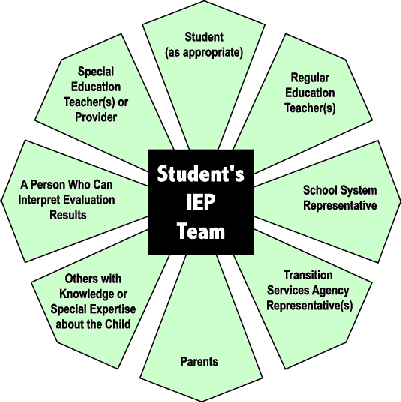 Student
(as appropriate)
Regular
Education
Teacher(s)
School System
Representative
Transition
Services Agency
Representative(s)
Parents
Others with
Knowledge or
Special Expertise
about the Child
A Person Who Can
Interpret Evaluation
Results
Special
Education
Teacher(s) or
Provider
Student's
IEP
Team